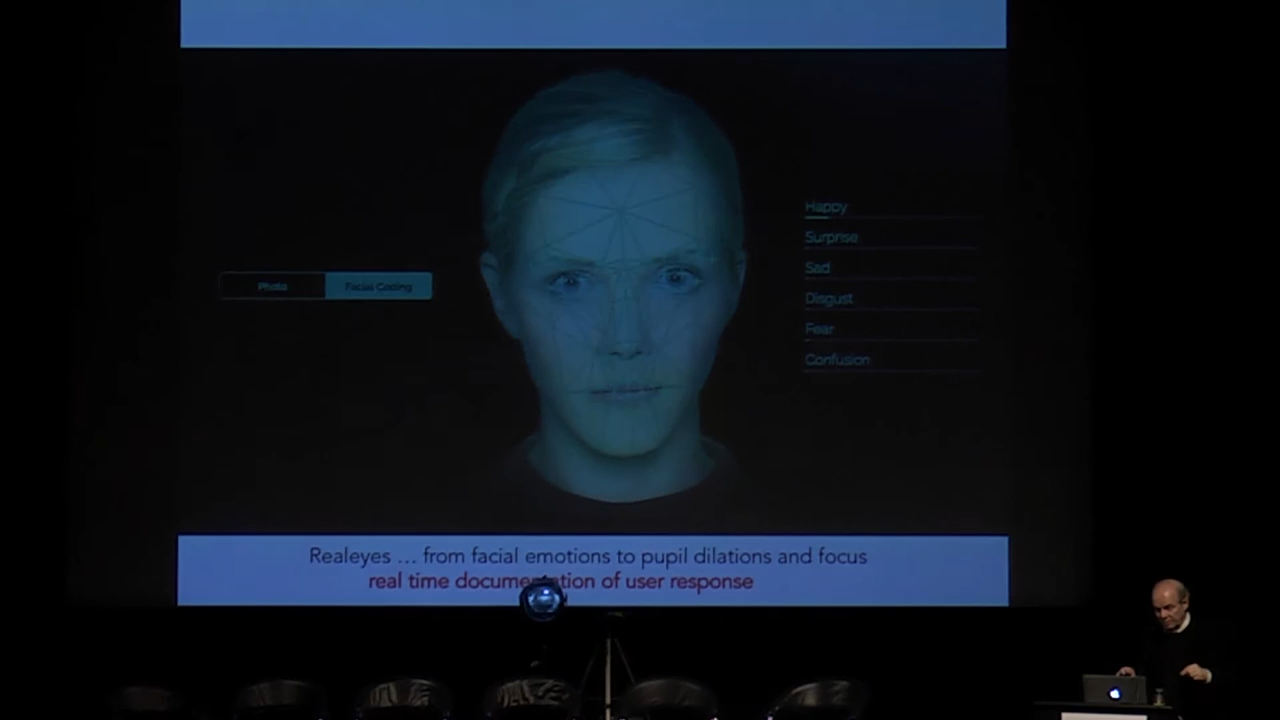 Happy
Surprise
Sad
Disgust
Fear
Confusion
Photo
Facial Coding
Realeyes ... from facial emotions to pupil dilations and focus
real time documentation of user response